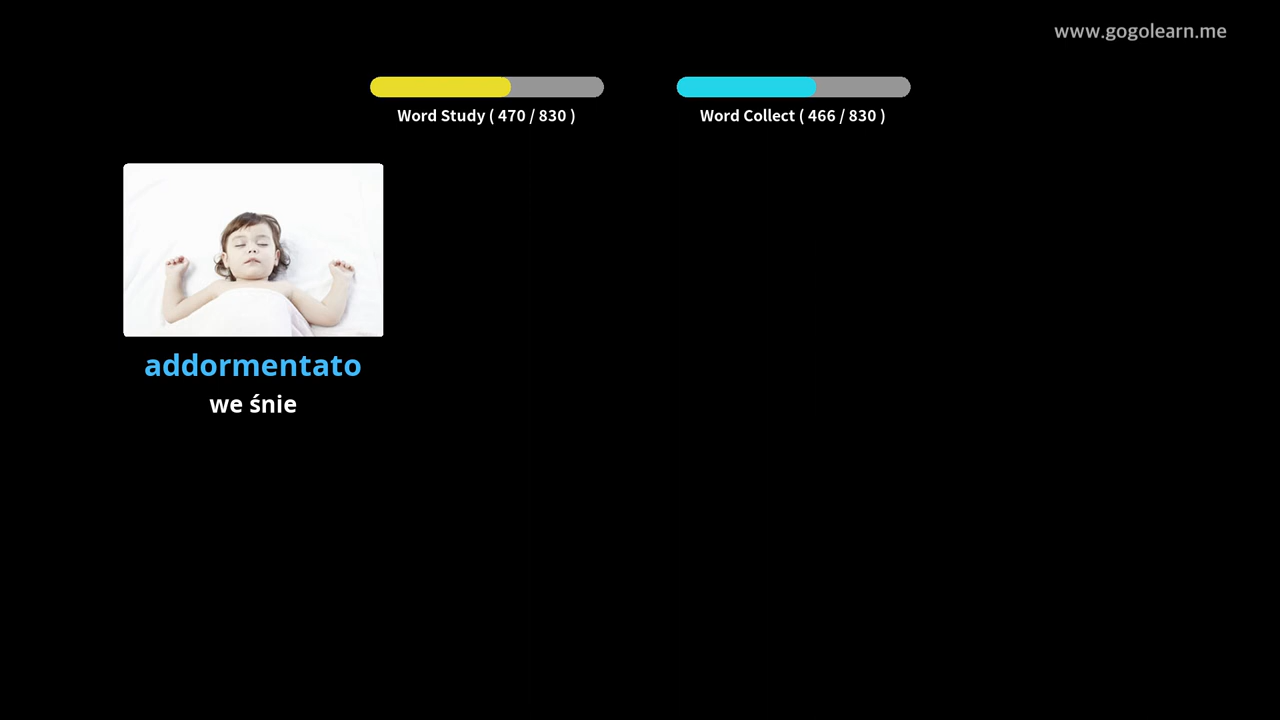 www.gogolearn.me
Word Study ( 470 / 830 )
Word Collect ( 466 / 830 )
addormentato
we śnie